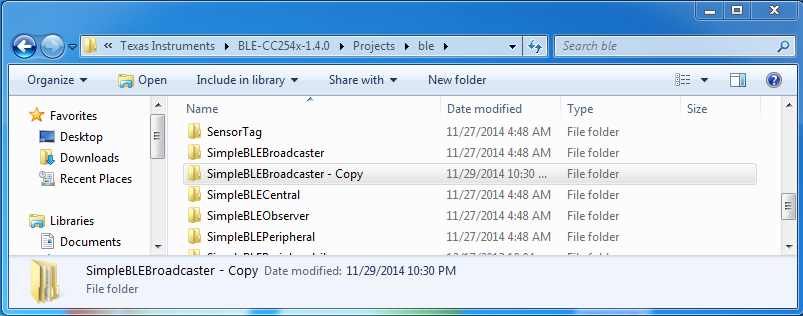 « Texas Instruments ▸ BLE-CC254x-1.4.0 ▸ Projects ▸ ble ▸ Search ble
Organize Open Include in library Share with New folder
Favorites
Desktop
Downloads
Recent Places
Libraries
Documents
Name Date modified Type Size
SensorTag 11/27/2014 4:48 AM File folder
SimpleBLEBroadcaster 11/27/2014 4:48 AM File folder
SimpleBLEBroadcaster - Copy 11/29/2014 10:30 ... File folder
SimpleBLECentral 11/27/2014 4:48 AM File folder
SimpleBLEObserver 11/27/2014 4:48 AM File folder
SimpleBLEPeripheral 11/27/2014 4:48 AM File folder
SimpleBLEBroadcaster - Copy Date modified: 11/29/2014 10:30 PM
File folder